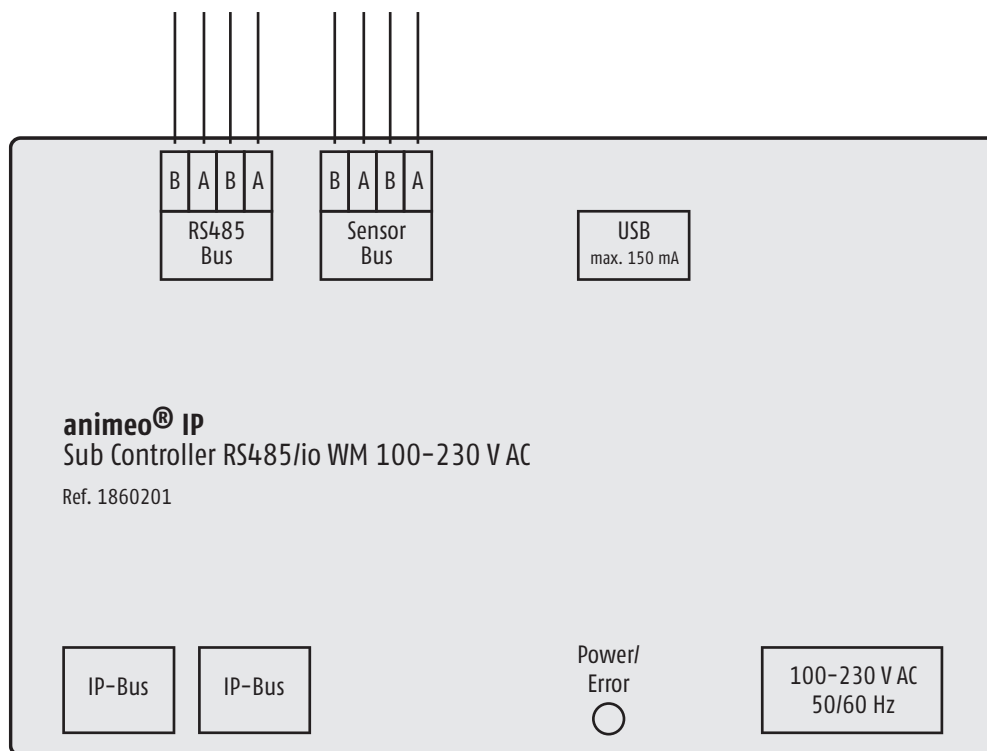 B A B A
RS485
Bus
B A B A
Sensor
Bus
USB
max. 150 mA
animeo® IP
Sub Controller RS485/io WM 100-230 V AC
Ref. 1860201
IP-Bus
IP-Bus
Power/
Error
100-230 V AC
50/60 Hz